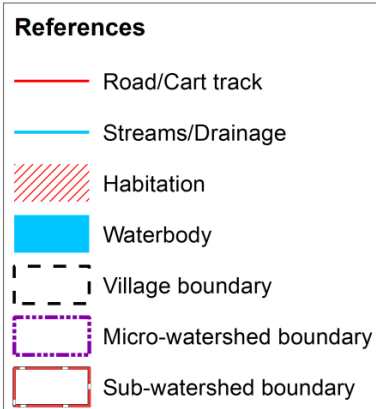 References
Road/Cart track
Streams/Drainage
Habitation
Waterbody
Village boundary
Micro-watershed boundary
Sub-watershed boundary